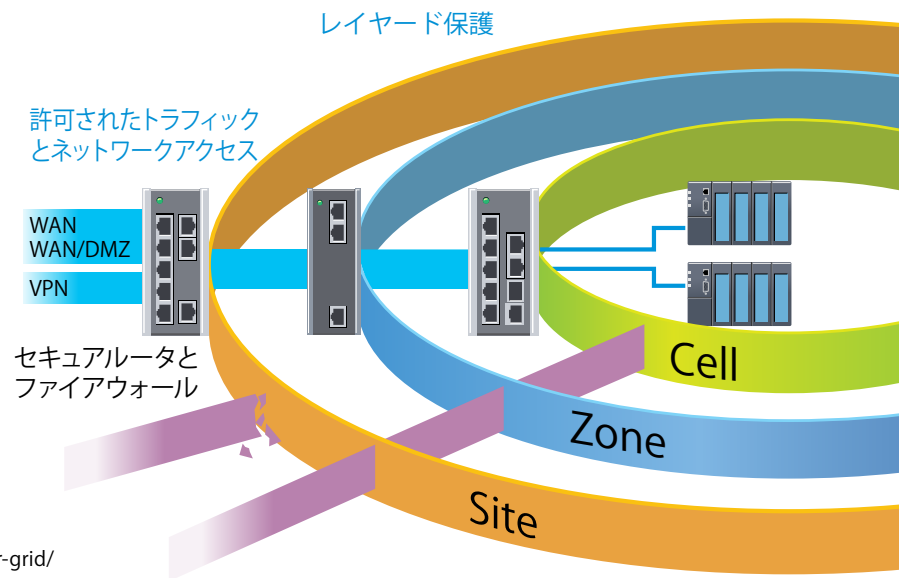 レイヤード保護
許可されたトラフィック
とネットワークアクセス
WAN
WAN/DMZ
VPN
セキュアルータと
ファイアウォール
Cell
Zone
Site
r-grid/